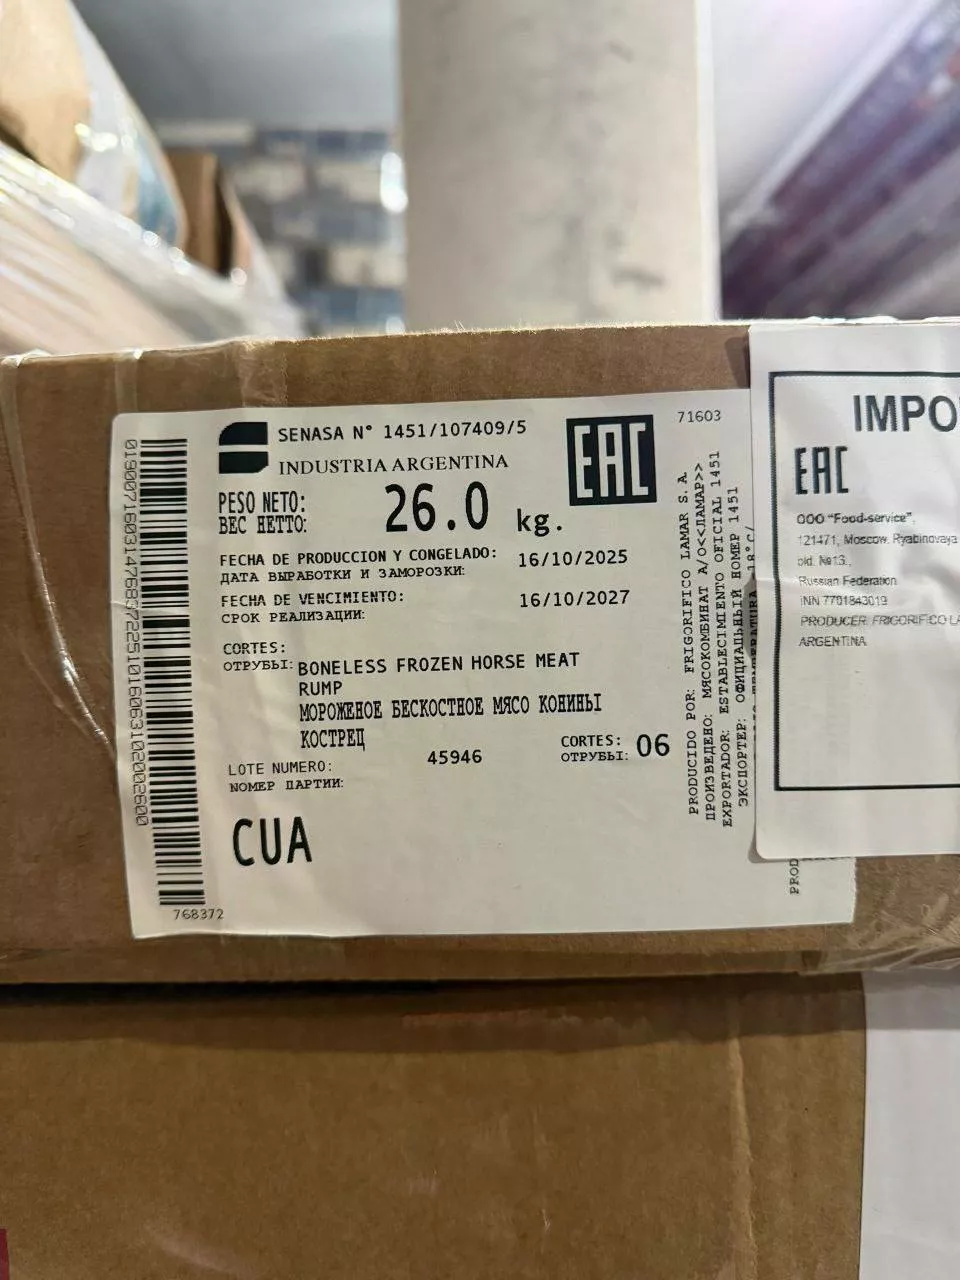 SENASA N° 1451/107409/5
INDUSTRIA ARGENTINA
EAC
71603
PESO NETO:
ВЕС НЕТТО:
26.0 kg.
FECHA DE PRODUCCION Y CONGELADO: 16/10/2025
ДАТА ВЫРАБОТКИ И ЗАМОРОЗКИ:
FECHA DE VENCIMIENTO: 16/10/2027
СРОК РЕАЛИЗАЦИИ:
CORTES:
ОТРУБЫ: BONELESS FROZEN HORSE MEAT
RUMP
МОРОЖЕНОЕ БЕСКОСТНОЕ МЯСО КОНИНЫ
КОСТРЕЦ
LOTE NUMERO: 45946
НОМЕР ПАРТИИ:
CORTES: 06
ОТРУБЫ:
CUA
768372
PRODUCIDO POR: FRIGORIFICO LAMAR S.A.
ПРОИЗВЕДЕНО: МЯСОКОМБИНАТ А/О<<ЛАМАР>>
EXPORTADOR: ESTABLECIMIENTO OFICIAL 1451
ЭКСПОРТЕР: ОФИЦИАЛЬНЫЙ НОМЕР 1451
PROD
IMPO
EAC
OOO "Food-service",
121471, Moscow, Ryabinovaya
bld. №13.,
Russian Federation
INN 7701843019
PRODUCER: FRIGORIFICO LA
ARGENTINA